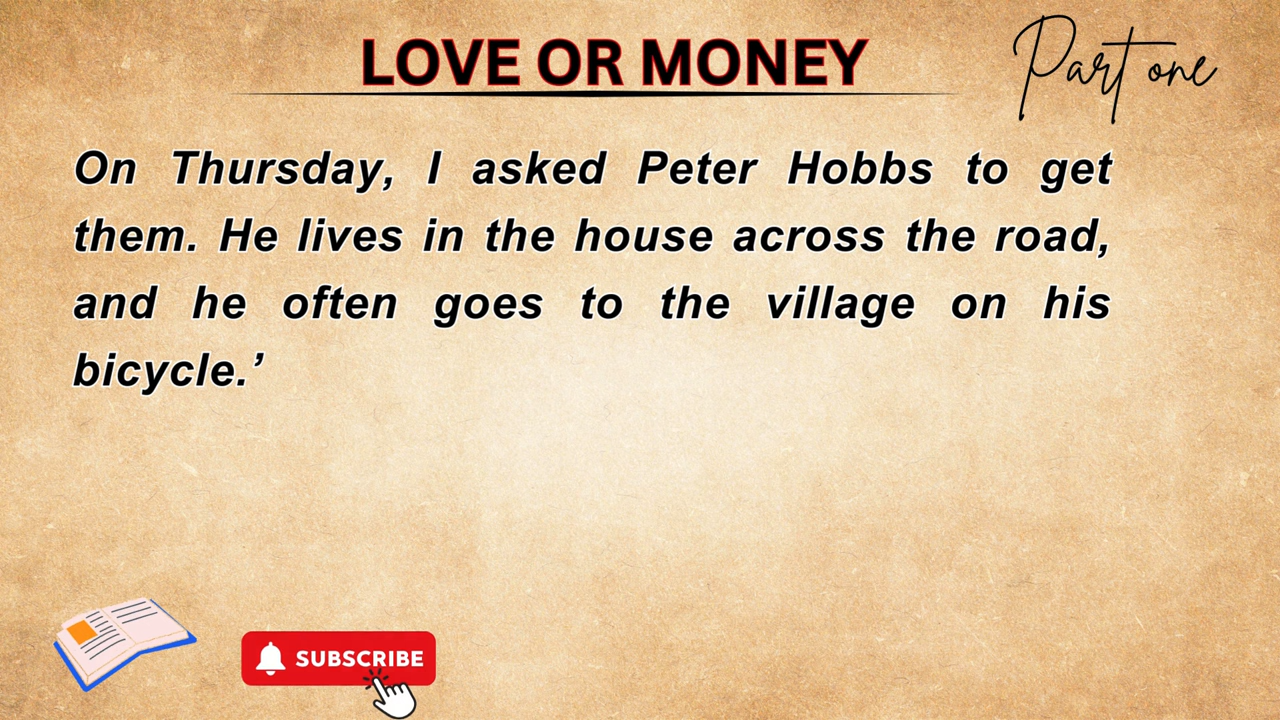 LOVE OR MONEY
Part one
On Thursday, I asked Peter Hobbs to get
them. He lives in the house across the road,
and he often goes to the village on his
bicycle.’
SUBSCRIBE